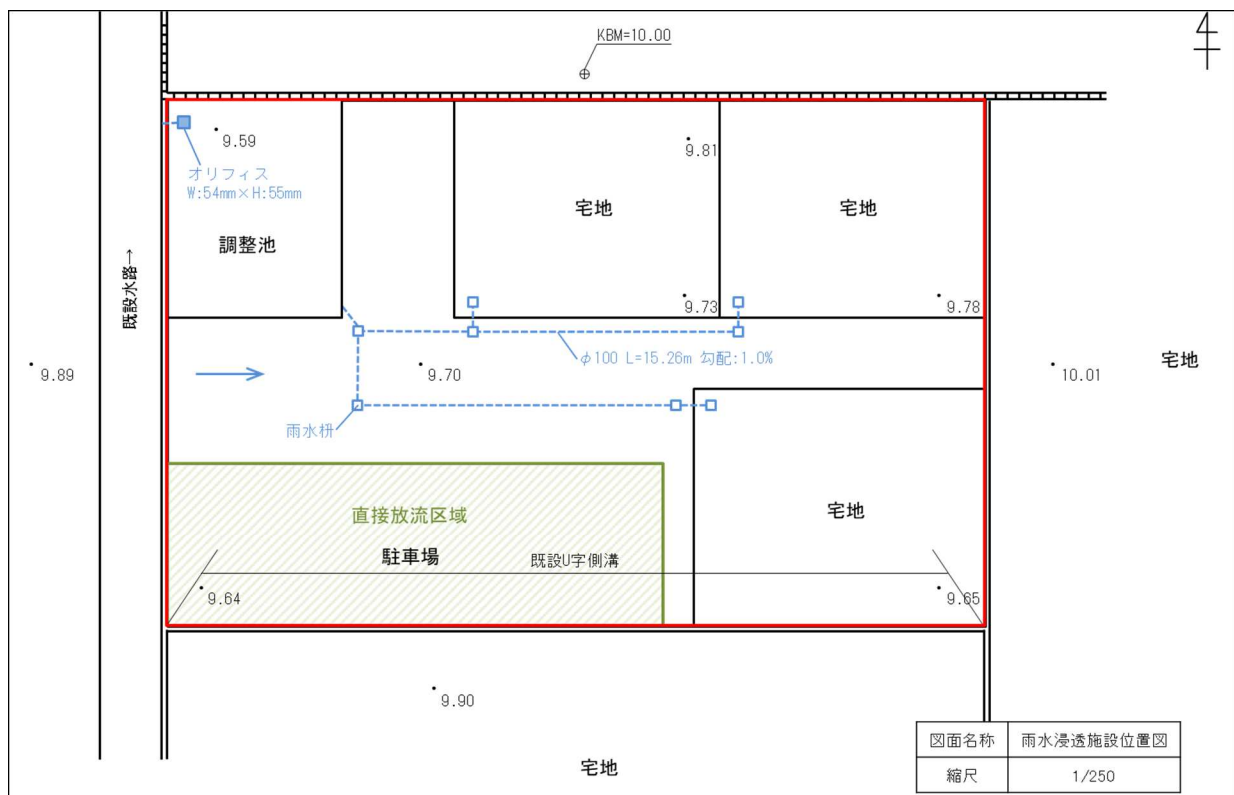 KBM=10.00
4
9.59
オリフィス
W:54mm×H:55mm
調整池
9.81
宅地
宅地
既設水路→
9.73
9.78
φ100 L=15.26m 勾配:1.0%
9.89
9.70
10.01
宅地
雨水枡
直接放流区域
駐車場
既設U字側溝
宅地
9.64
9.65
9.90
宅地
図面名称 雨水浸透施設位置図
縮尺 1/250